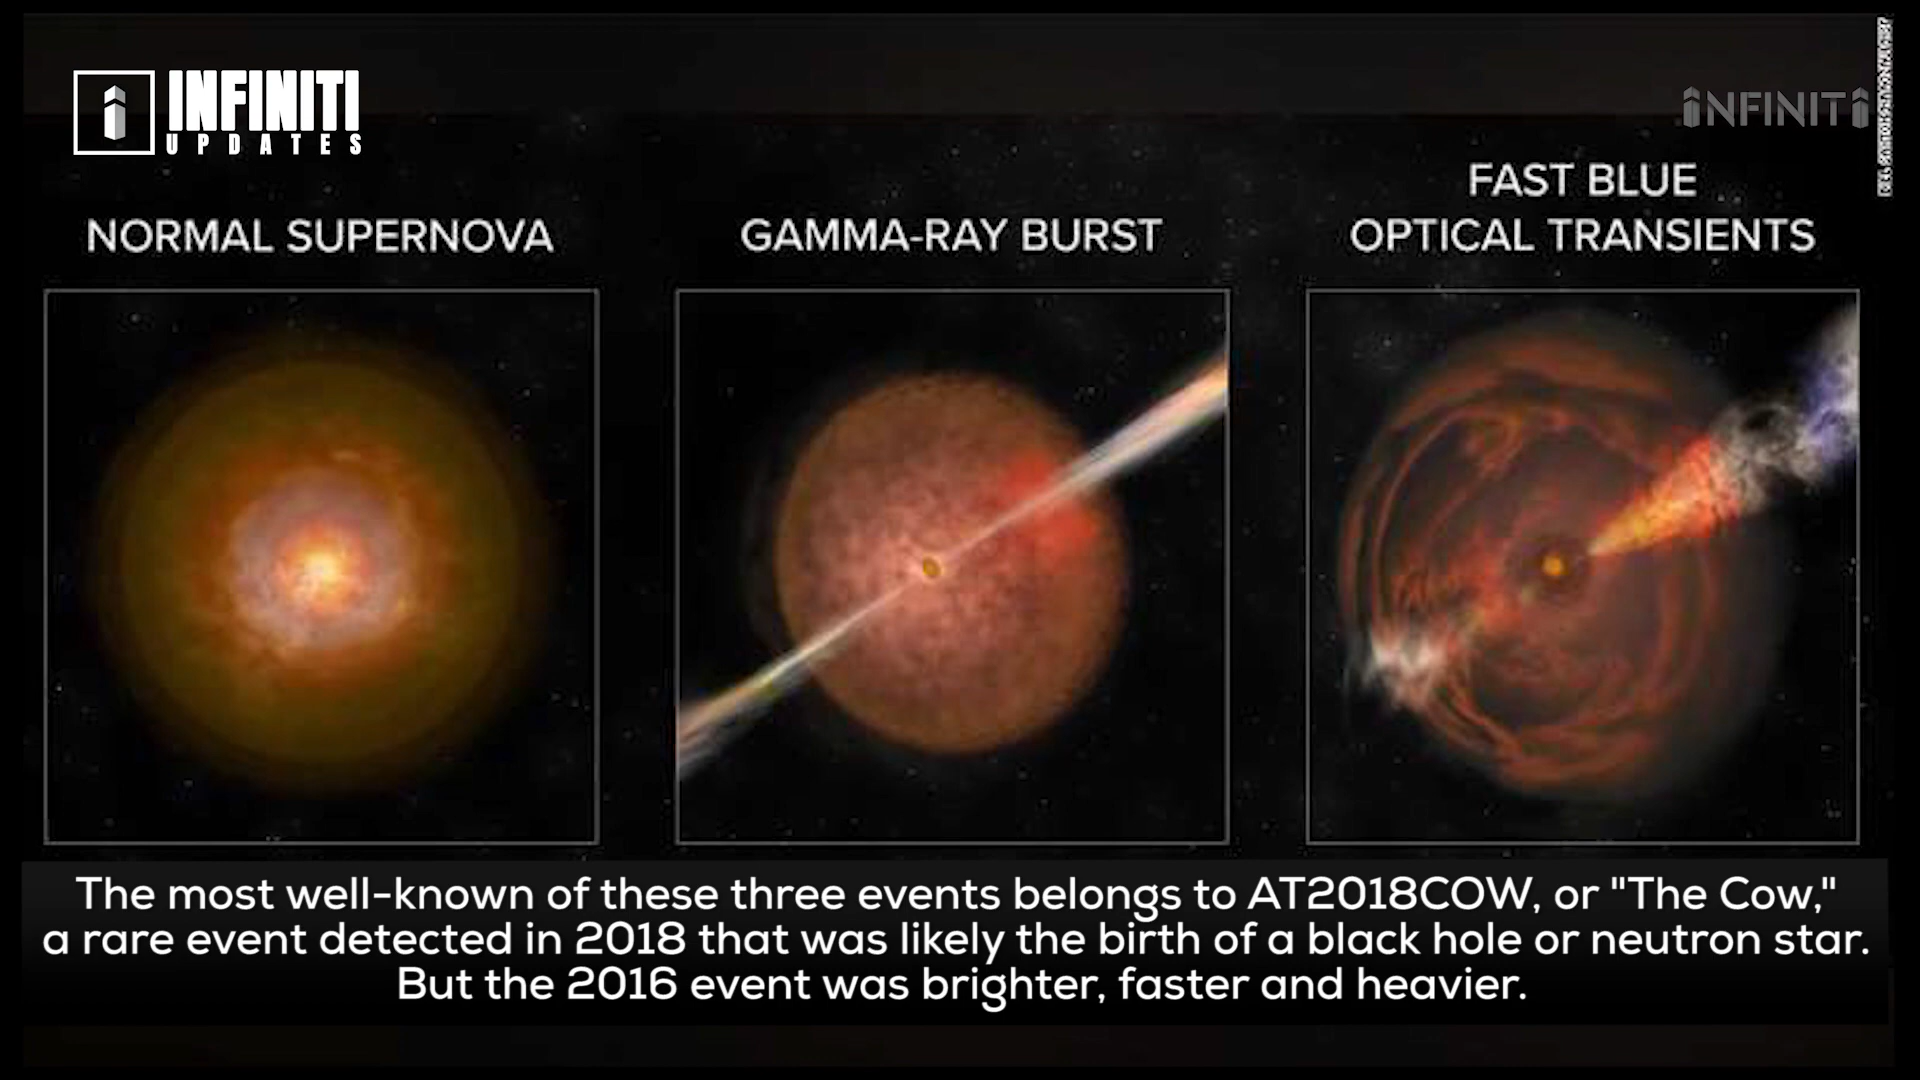 INFINITI
UPDATES
INFINITI
FAST BLUE
OPTICAL TRANSIENTS
NORMAL SUPERNOVA
GAMMA-RAY BURST
The most well-known of these three events belongs to AT2018COW, or "The Cow,"
a rare event detected in 2018 that was likely the birth of a black hole or neutron star.
But the 2016 event was brighter, faster and heavier.